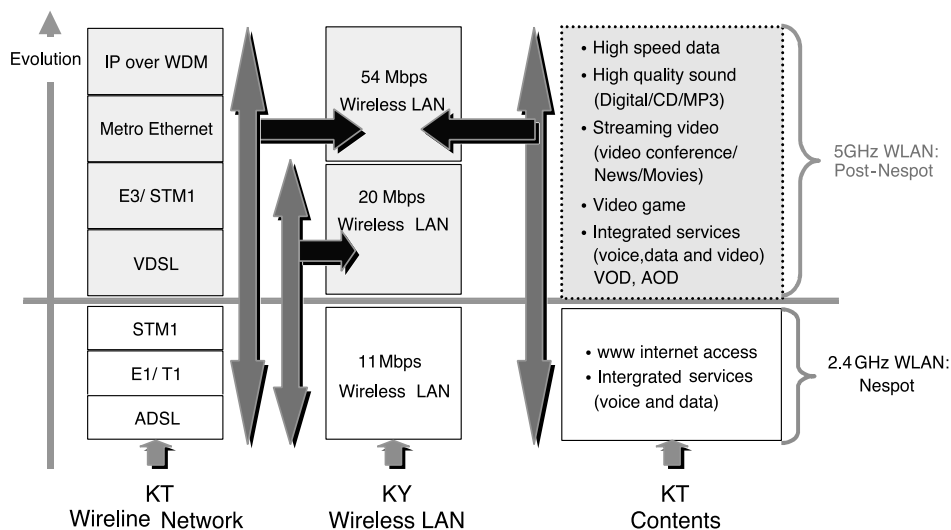 Evolution
IP over WDM
Metro Ethernet
E3/ STM1
VDSL
STM1
E1/ T1
ADSL
KT
Wireline Network
54 Mbps
Wireless LAN
20 Mbps
Wireless LAN
11 Mbps
Wireless LAN
KY
Wireless LAN
• High speed data
• High quality sound
(Digital/CD/MP3)
• Streaming video
(video conference/
News/Movies)
• Video game
• Integrated services
(voice,data and video)
VOD, AOD
• www internet access
• Intergrated services
(voice and data)
KT
Contents
5GHz WLAN:
Post-Nespot
2.4GHz WLAN:
Nespot